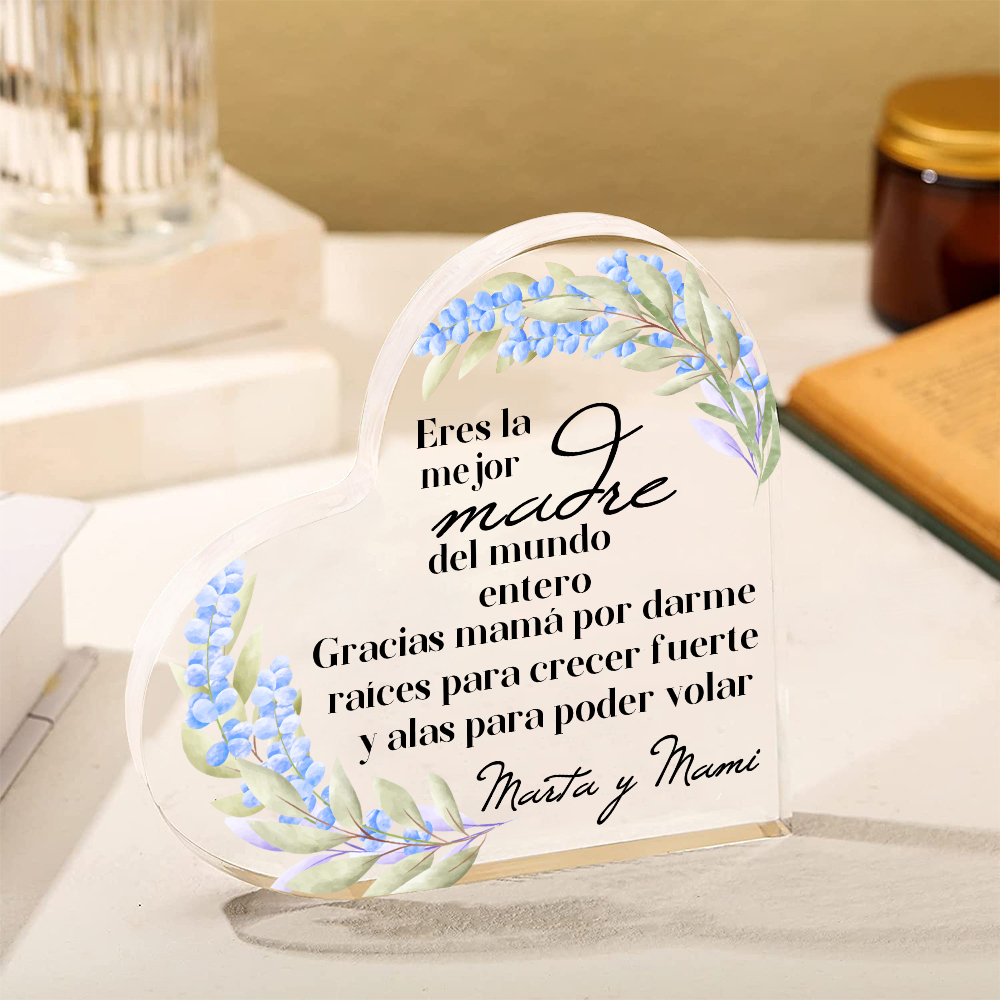 Eres la
mejor
madre
del mundo
entero
Gracias mamá por darme
raíces para crecer fuerte
y alas para poder volar
Marta y Mami